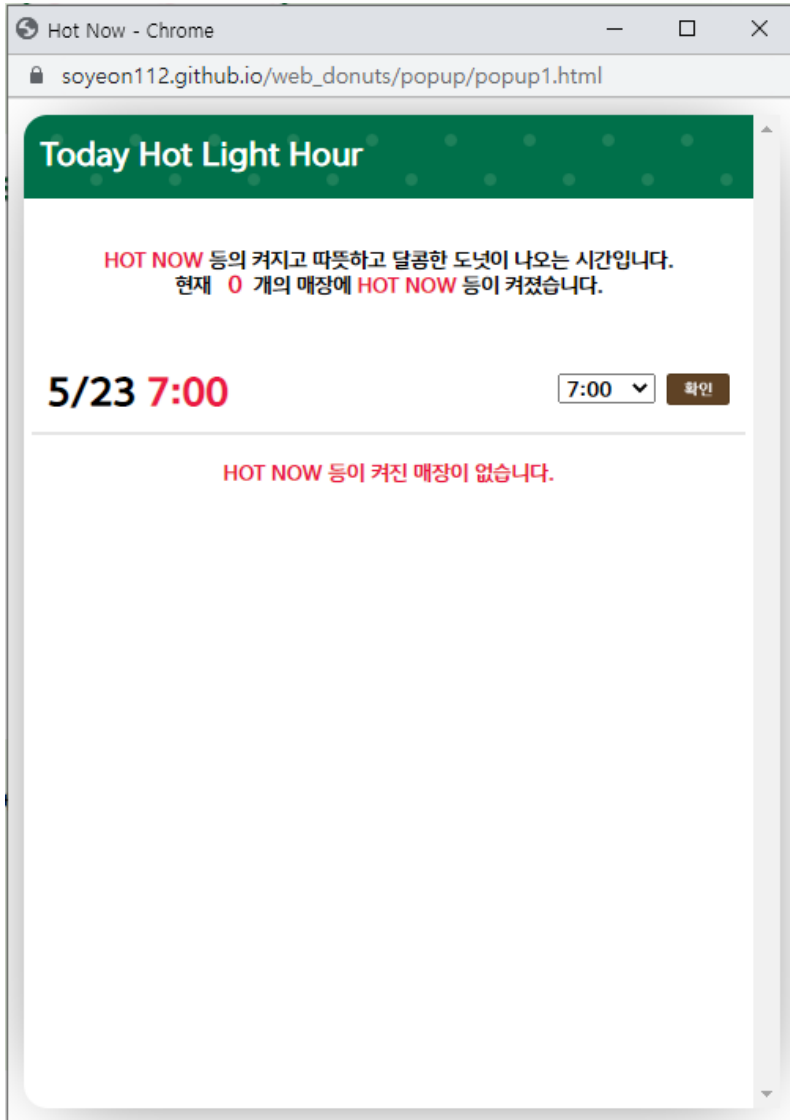 Hot Now - Chrome
soyeon112.github.io/web_donuts/popup/popup1.html
Today Hot Light Hour
HOT NOW 등의 켜지고 따뜻하고 달콤한 도넛이 나오는 시간입니다.
현재 0 개의 매장에 HOT NOW 등이 켜졌습니다.
5/23 7:00 7:00 확인
HOT NOW 등이 켜진 매장이 없습니다.